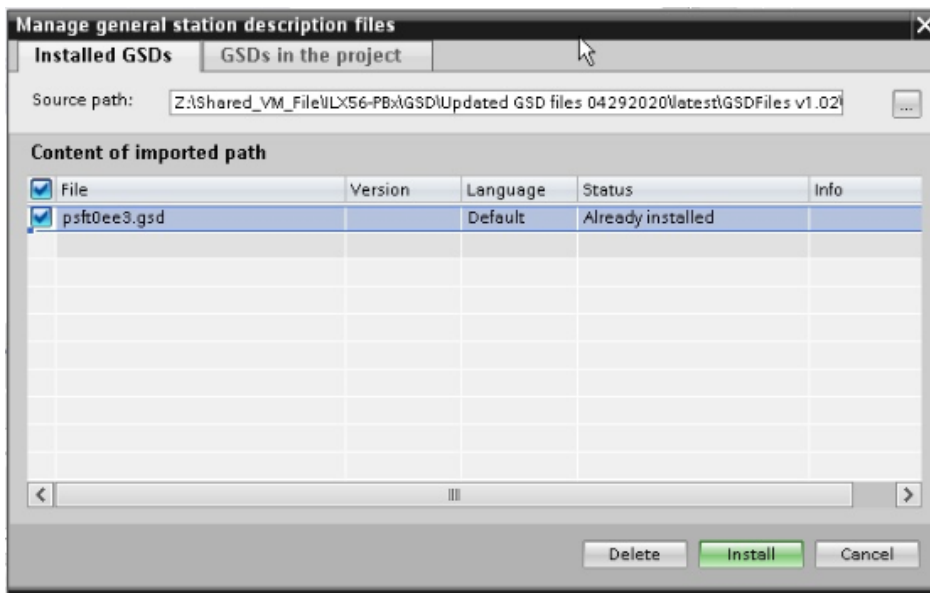 Manage general station description files
Installed GSDs GSDs in the project
Source path: Z:\Shared_VM_File\ILX56-PBx\GSD\Updated GSD files 04292020\latest\GSDFiles v1.02\ ...
Content of imported path
File Version Language Status Info
psft0ee3.gsd Default Already installed
Delete Install Cancel